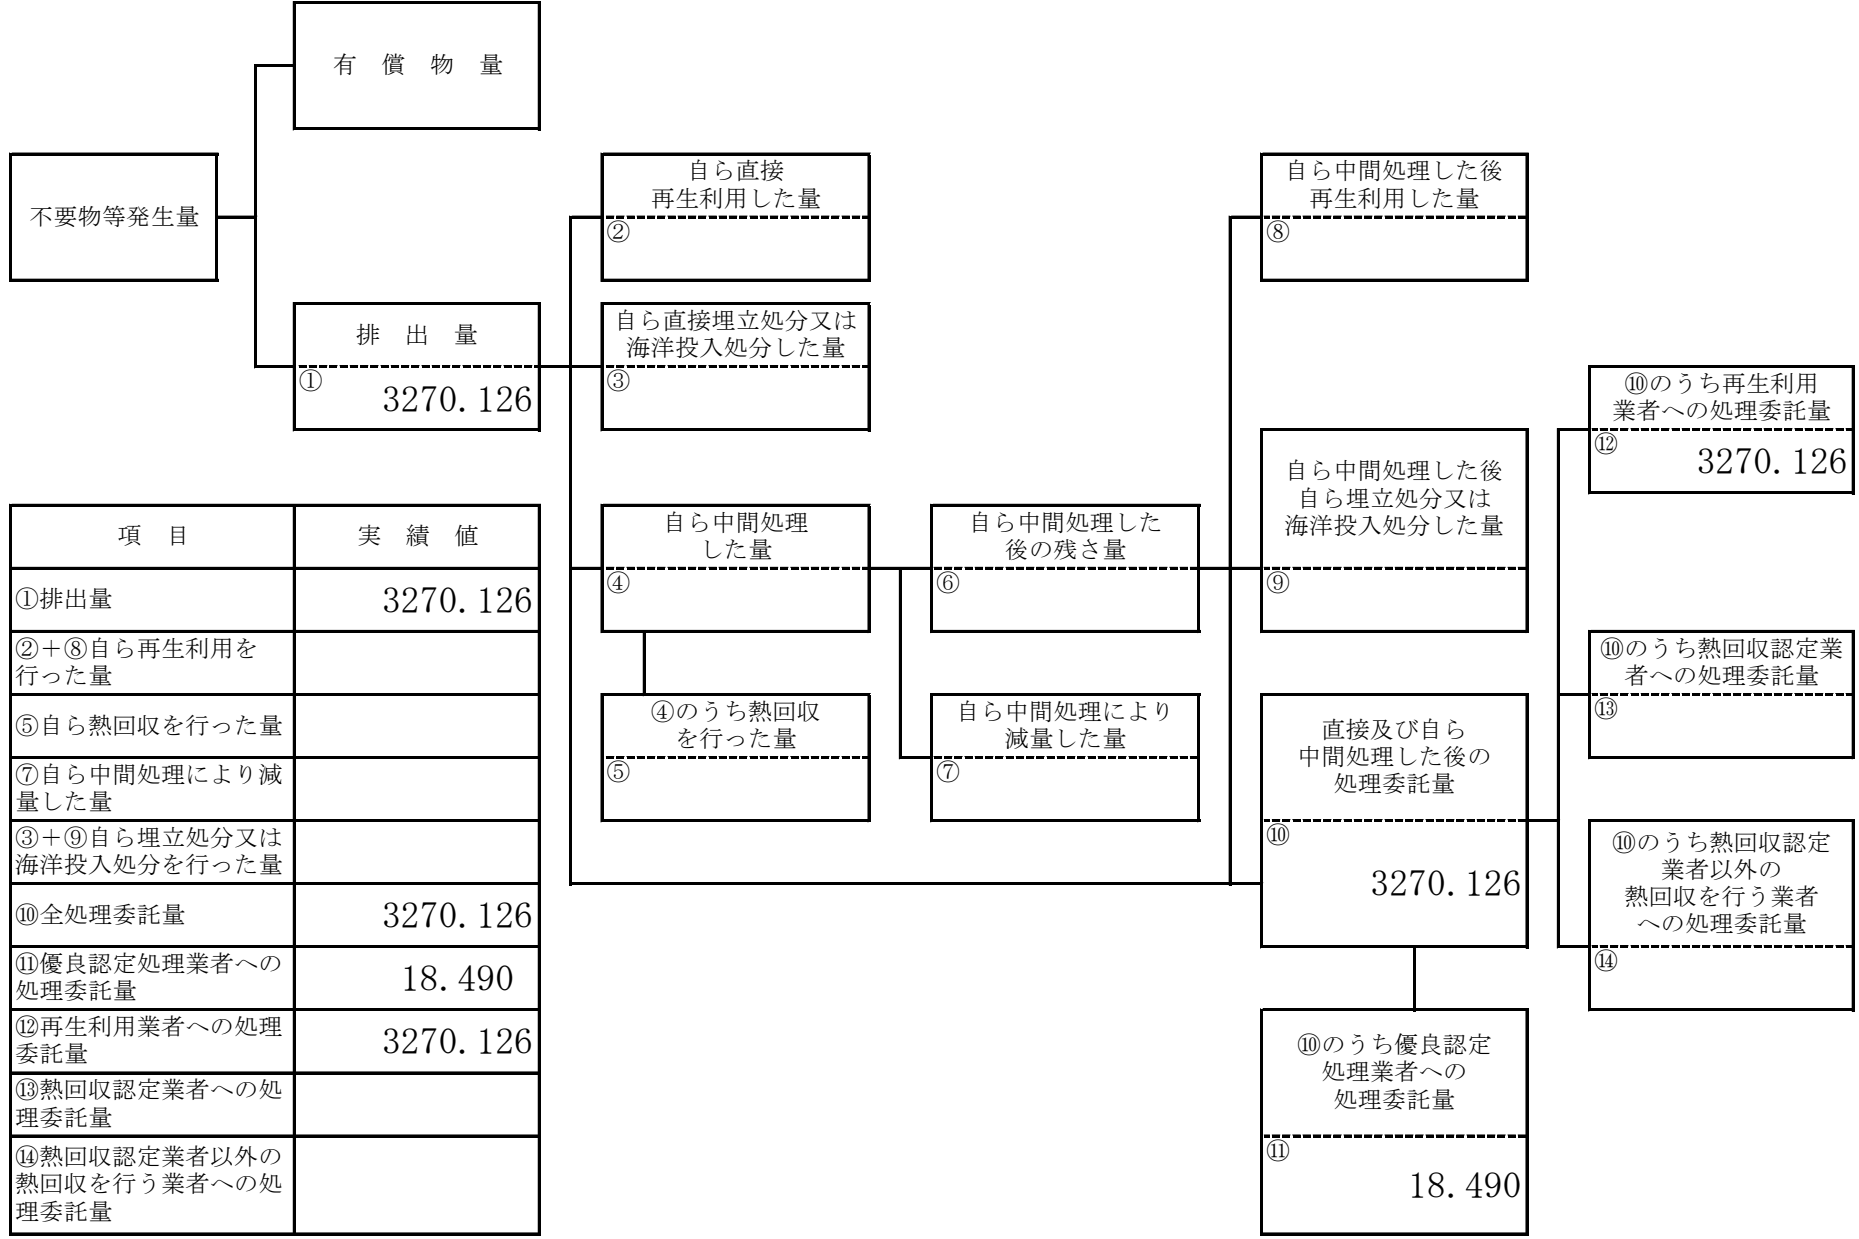 有 償 物 量
不要物等発生量
排 出 量
①
3270.126
自ら直接
再生利用した量
②
自ら直接埋立処分又は
海洋投入処分した量
③
自ら中間処理
した量
④
④のうち熱回収
を行った量
⑤
自ら中間処理した
後の残さ量
⑥
自ら中間処理により
減量した量
⑦
自ら中間処理した後
再生利用した量
⑧
自ら中間処理した後
自ら埋立処分又は
海洋投入処分した量
⑨
直接及び自ら
中間処理した後の
処理委託量
⑩
3270.126
⑩のうち優良認定
処理業者への
処理委託量
⑪
18.490
⑩のうち再生利用
業者への処理委託量
⑫
3270.126
⑩のうち熱回収認定業
者への処理委託量
⑬
⑩のうち熱回収認定
業者以外の
熱回収を行う業者
への処理委託量
⑭
項 目 実 績 値
①排出量 3270.126
②＋⑧自ら再生利用を
行った量
⑤自ら熱回収を行った量
⑦自ら中間処理により減
量した量
③＋⑨自ら埋立処分又は
海洋投入処分を行った量
⑩全処理委託量 3270.126
⑪優良認定処理業者への
処理委託量
18.490
⑫再生利用業者への処理
委託量
3270.126
⑬熱回収認定業者への処
理委託量
⑭熱回収認定業者以外の
熱回収を行う業者への処
理委託量